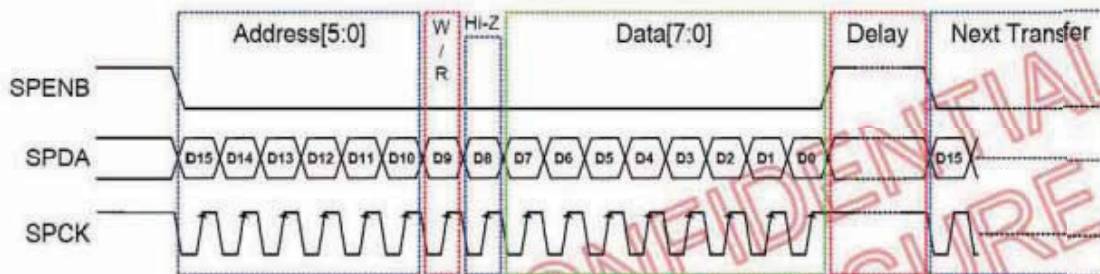 Address[5:0] W / R Hi-Z Data[7:0] Delay Next Transfer
SPENB
SPDA D15 D14 D13 D12 D11 D10 D9 D8 D7 D6 D5 D4 D3 D2 D1 D0 D15
SPCK